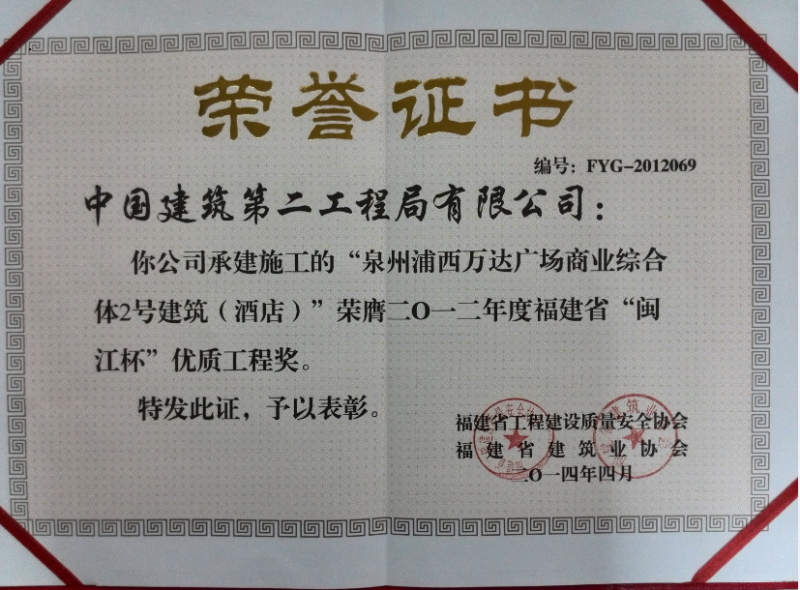 荣誉证书
编号：FYG-2012069
中国建筑第二工程局有限公司：
你公司承建施工的“泉州浦西万达广场商业综合
体2号建筑（酒店）”荣膺二O一二年度福建省“闽
江杯”优质工程奖。
特发此证，予以表彰。
福建省工程建设质量安全协会
福建省建筑业协会
二O一四年四月